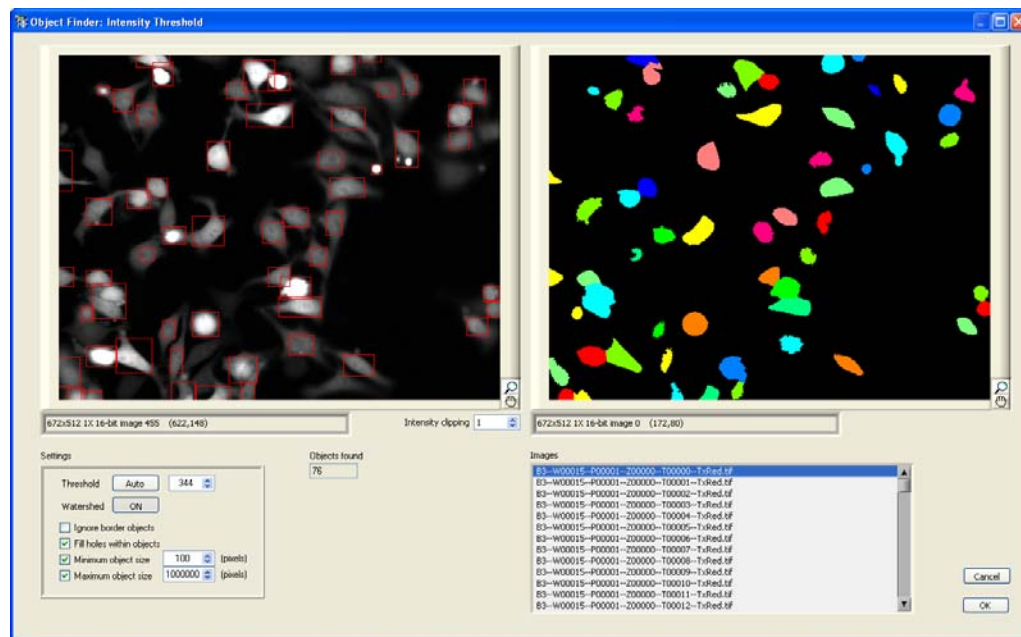 Object Finder: Intensity Threshold
672x512 1X 16-bit image 455 (622,148)
Intensity clipping 1
672x512 1X 16-bit image 0 (172,80)
Settings
Threshold Auto 344
Watershed ON
Ignore border objects
Fill holes within objects
Minimum object size 100 (pixels)
Maximum object size 1000000 (pixels)
Objects found
76
Images
B3--W00015--P00001--Z00000--T00000--TxRed.tif
B3--W00015--P00001--Z00000--T00001--TxRed.tif
B3--W00015--P00001--Z00000--T00002--TxRed.tif
B3--W00015--P00001--Z00000--T00003--TxRed.tif
B3--W00015--P00001--Z00000--T00004--TxRed.tif
B3--W00015--P00001--Z00000--T00005--TxRed.tif
B3--W00015--P00001--Z00000--T00006--TxRed.tif
B3--W00015--P00001--Z00000--T00007--TxRed.tif
B3--W00015--P00001--Z00000--T00008--TxRed.tif
B3--W00015--P00001--Z00000--T00009--TxRed.tif
B3--W00015--P00001--Z00000--T00010--TxRed.tif
B3--W00015--P00001--Z00000--T00011--TxRed.tif
B3--W00015--P00001--Z00000--T00012--TxRed.tif
Cancel
OK